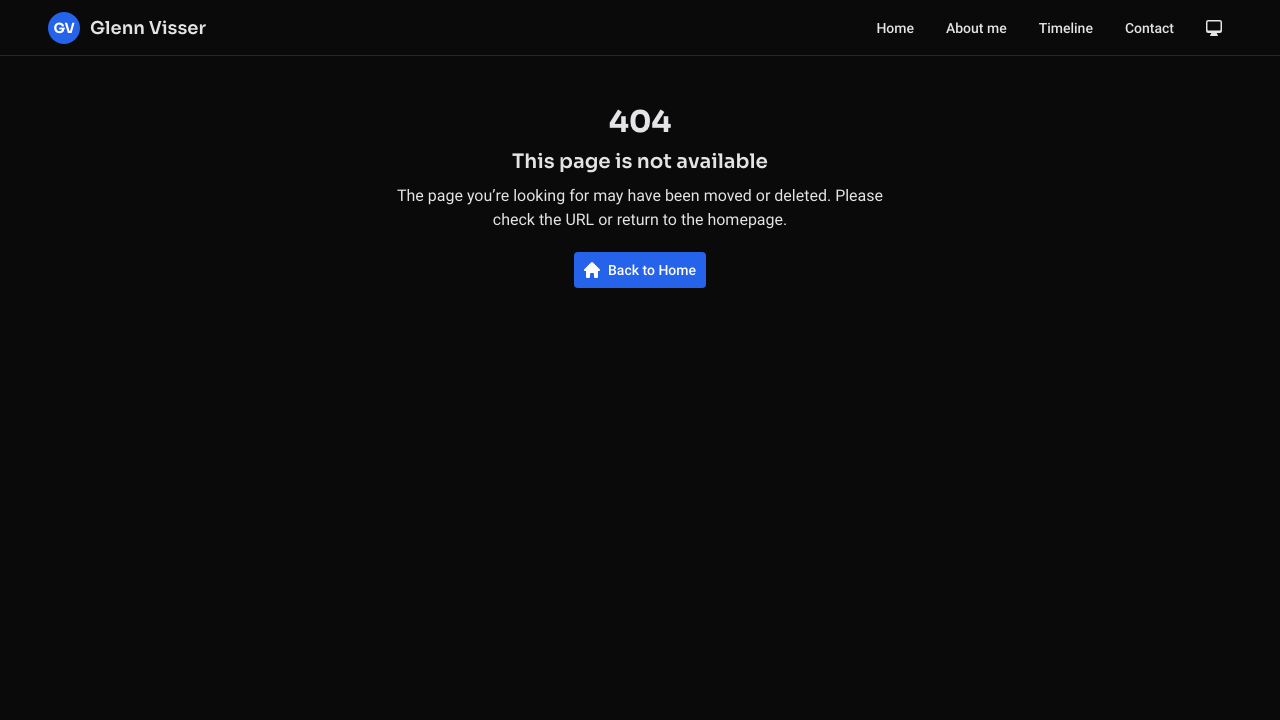 GV Glenn Visser
Home About me Timeline Contact
404
This page is not available
The page you’re looking for may have been moved or deleted. Please
check the URL or return to the homepage.
Back to Home